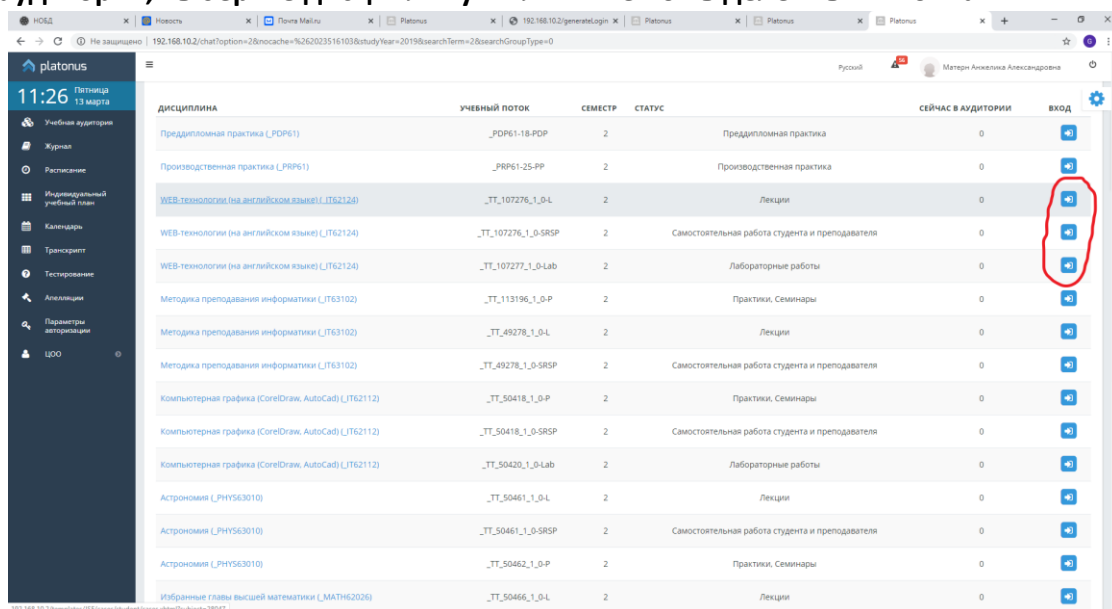 НОБД
Новость
Почта Mail.ru
Platonus
192.168.10.2/generateLogin
Platonus
Platonus
Platonus
Не защищено
192.168.10.2/chat?option=2&nocache=%262023516103&studyYear=2019&searchTerm=2&searchGroupType=0
G
platonus
Русский
56
Матерн Анжелика Александровна
11:26 Пятница
13 марта
Учебная аудитория
Журнал
Расписание
Индивидуальный
учебный план
Календарь
Транскрипт
Тестирование
Апелляции
Параметры
авторизации
ЦОО
ДИСЦИПЛИНА УЧЕБНЫЙ ПОТОК СЕМЕСТР СТАТУС СЕЙЧАС В АУДИТОРИИ ВХОД
Преддипломная практика (_PDP61) _PDP61-18-PDP 2 Преддипломная практика 0
Производственная практика (_PRP61) _PRP61-25-PP 2 Производственная практика 0
WEB-технологии (на английском языке) (_IT62124) _TT_107276_1_0-L 2 Лекции 0
WEB-технологии (на английском языке) (_IT62124) _TT_107276_1_0-SRSP 2 Самостоятельная работа студента и преподавателя 0
WEB-технологии (на английском языке) (_IT62124) _TT_107277_1_0-Lab 2 Лабораторные работы 0
Методика преподавания информатики (_IT63102) _TT_113196_1_0-P 2 Практики, Семинары 0
Методика преподавания информатики (_IT63102) _TT_49278_1_0-L 2 Лекции 0
Методика преподавания информатики (_IT63102) _TT_49278_1_0-SRSP 2 Самостоятельная работа студента и преподавателя 0
Компьютерная графика (CorelDraw, AutoCad) (_IT62112) _TT_50418_1_0-P 2 Практики, Семинары 0
Компьютерная графика (CorelDraw, AutoCad) (_IT62112) _TT_50418_1_0-SRSP 2 Самостоятельная работа студента и преподавателя 0
Компьютерная графика (CorelDraw, AutoCad) (_IT62112) _TT_50420_1_0-Lab 2 Лабораторные работы 0
Астрономия (_PHYS63010) _TT_50461_1_0-L 2 Лекции 0
Астрономия (_PHYS63010) _TT_50461_1_0-SRSP 2 Самостоятельная работа студента и преподавателя 0
Астрономия (_PHYS63010) _TT_50462_1_0-P 2 Практики, Семинары 0
Избранные главы высшей математики (_MATH62026) _TT_50466_1_0-L 2 Лекции 0